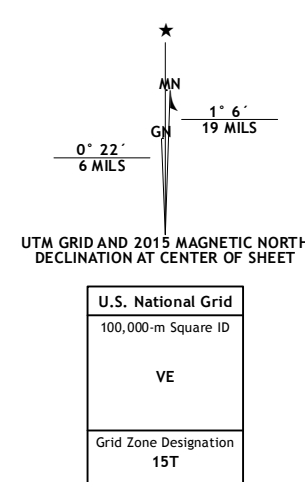 ★
MN
1° 6´
19 MILS
GN
0° 22´
6 MILS
UTM GRID AND 2015 MAGNETIC NORTH
DECLINATION AT CENTER OF SHEET
U.S. National Grid
100,000-m Square ID
VE
Grid Zone Designation
15T